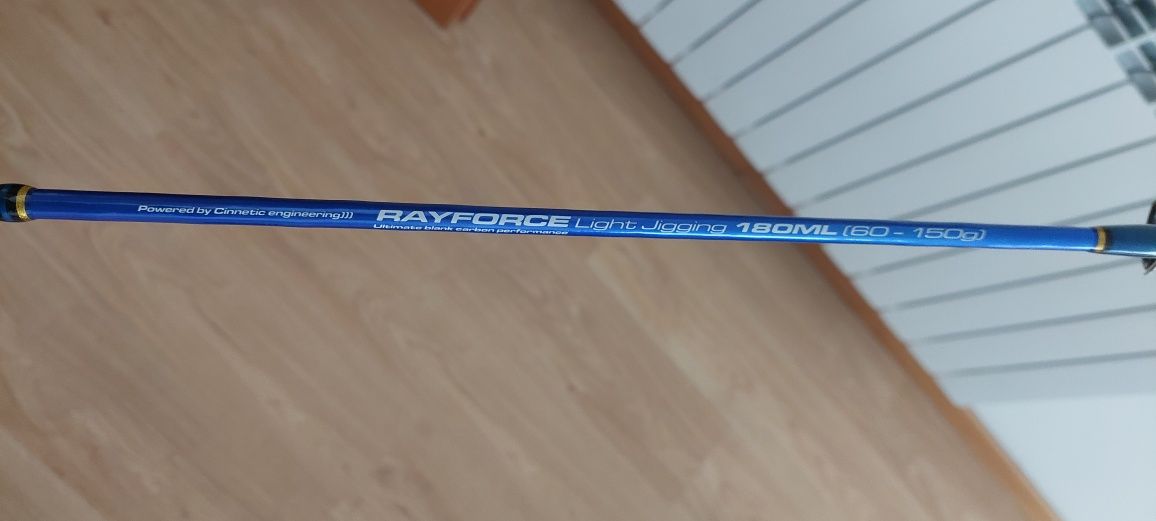 Powered by Cinnetic engineering))) RAYFORCE Light Jigging 180ML (60 - 150g)
Ultimate blank carbon performance